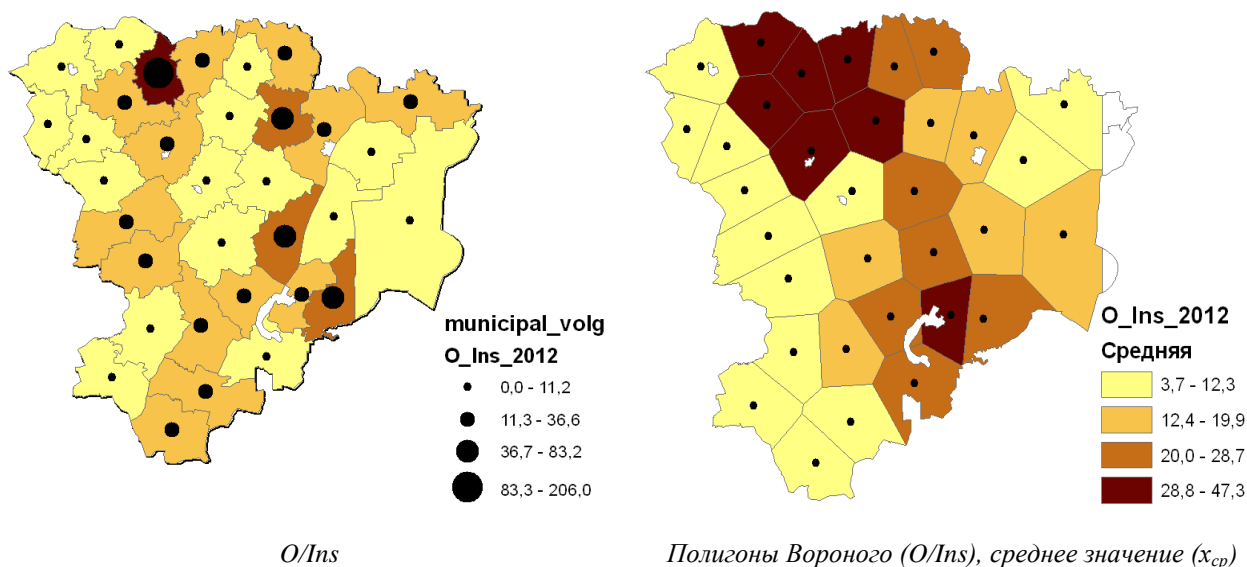 municipal_volg
O_Ins_2012
0,0 - 11,2
11,3 - 36,6
36,7 - 83,2
83,3 - 206,0
O/Ins
O_Ins_2012
Средняя
3,7 - 12,3
12,4 - 19,9
20,0 - 28,7
28,8 - 47,3
Полигоны Вороного (O/Ins), среднее значение (xср)